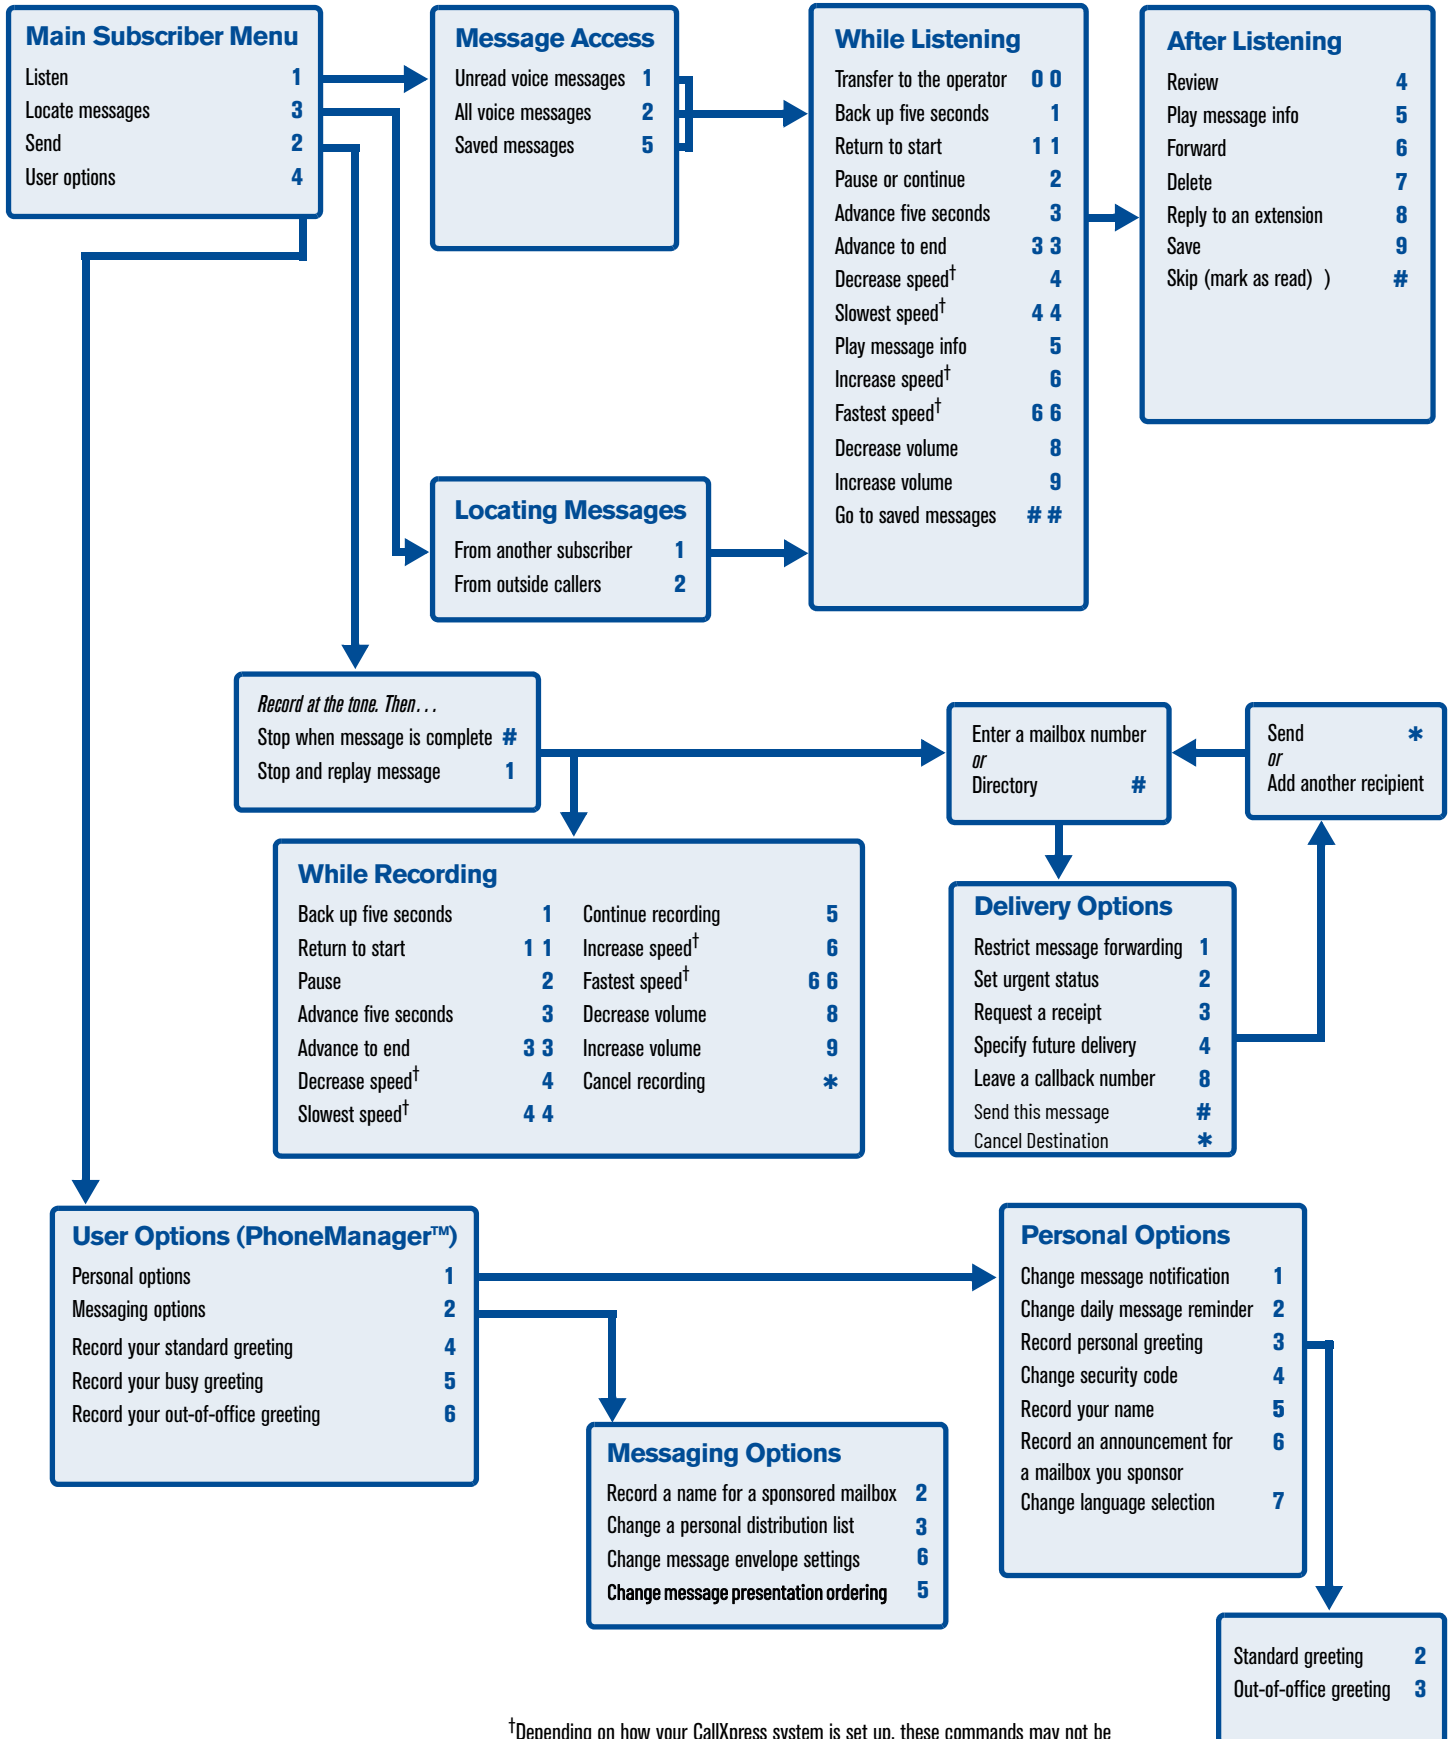 Main Subscriber Menu
Listen 1
Locate messages 3
Send 2
User options 4
Message Access
Unread voice messages 1
All voice messages 2
Saved messages 5
While Listening
Transfer to the operator 0 0
Back up five seconds 1
Return to start 1 1
Pause or continue 2
Advance five seconds 3
Advance to end 3 3
Decrease speed† 4
Slowest speed† 4 4
Play message info 5
Increase speed† 6
Fastest speed† 6 6
Decrease volume 8
Increase volume 9
Go to saved messages # #
After Listening
Review 4
Play message info 5
Forward 6
Delete 7
Reply to an extension 8
Save 9
Skip (mark as read) ) #
Locating Messages
From another subscriber 1
From outside callers 2
Record at the tone. Then . . .
Stop when message is complete #
Stop and replay message 1
Enter a mailbox number
or
Directory #
Send *
or
Add another recipient
While Recording
Back up five seconds 1
Return to start 1 1
Pause 2
Advance five seconds 3
Advance to end 3 3
Decrease speed† 4
Slowest speed† 4 4
Continue recording 5
Increase speed† 6
Fastest speed† 6 6
Decrease volume 8
Increase volume 9
Cancel recording *
Delivery Options
Restrict message forwarding 1
Set urgent status 2
Request a receipt 3
Specify future delivery 4
Leave a callback number 8
Send this message #
Cancel Destination *
User Options (PhoneManager™)
Personal options 1
Messaging options 2
Record your standard greeting 4
Record your busy greeting 5
Record your out-of-office greeting 6
Personal Options
Change message notification 1
Change daily message reminder 2
Record personal greeting 3
Change security code 4
Record your name 5
Record an announcement for 6
a mailbox you sponsor
Change language selection 7
Messaging Options
Record a name for a sponsored mailbox 2
Change a personal distribution list 3
Change message envelope settings 6
Change message presentation ordering 5
Standard greeting 2
Out-of-office greeting 3
†Depending on how your CallXpress system is set up, these commands may not be